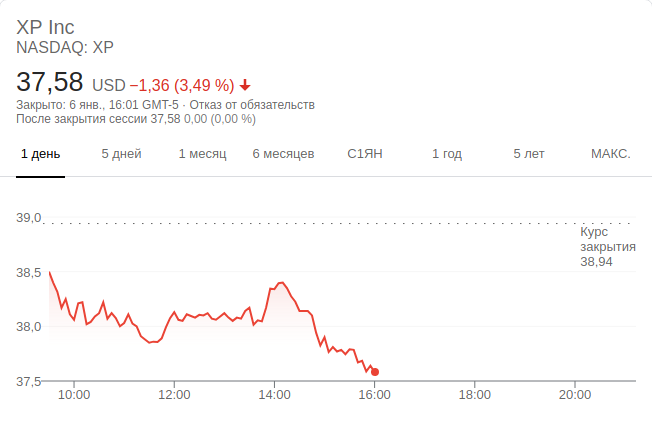 XP Inc
NASDAQ: XP
37,58 USD −1,36 (3,49 %)
Закрыто: 6 янв., 16:01 GMT-5 · Отказ от обязательств
После закрытия сессии 37,58 0,00 (0,00 %)
1 день 5 дней 1 месяц 6 месяцев С1ЯН 1 год 5 лет МАКС.
39,0
Курс
закрытия
38,94
38,5
38,0
37,5
10:00 12:00 14:00 16:00 18:00 20:00